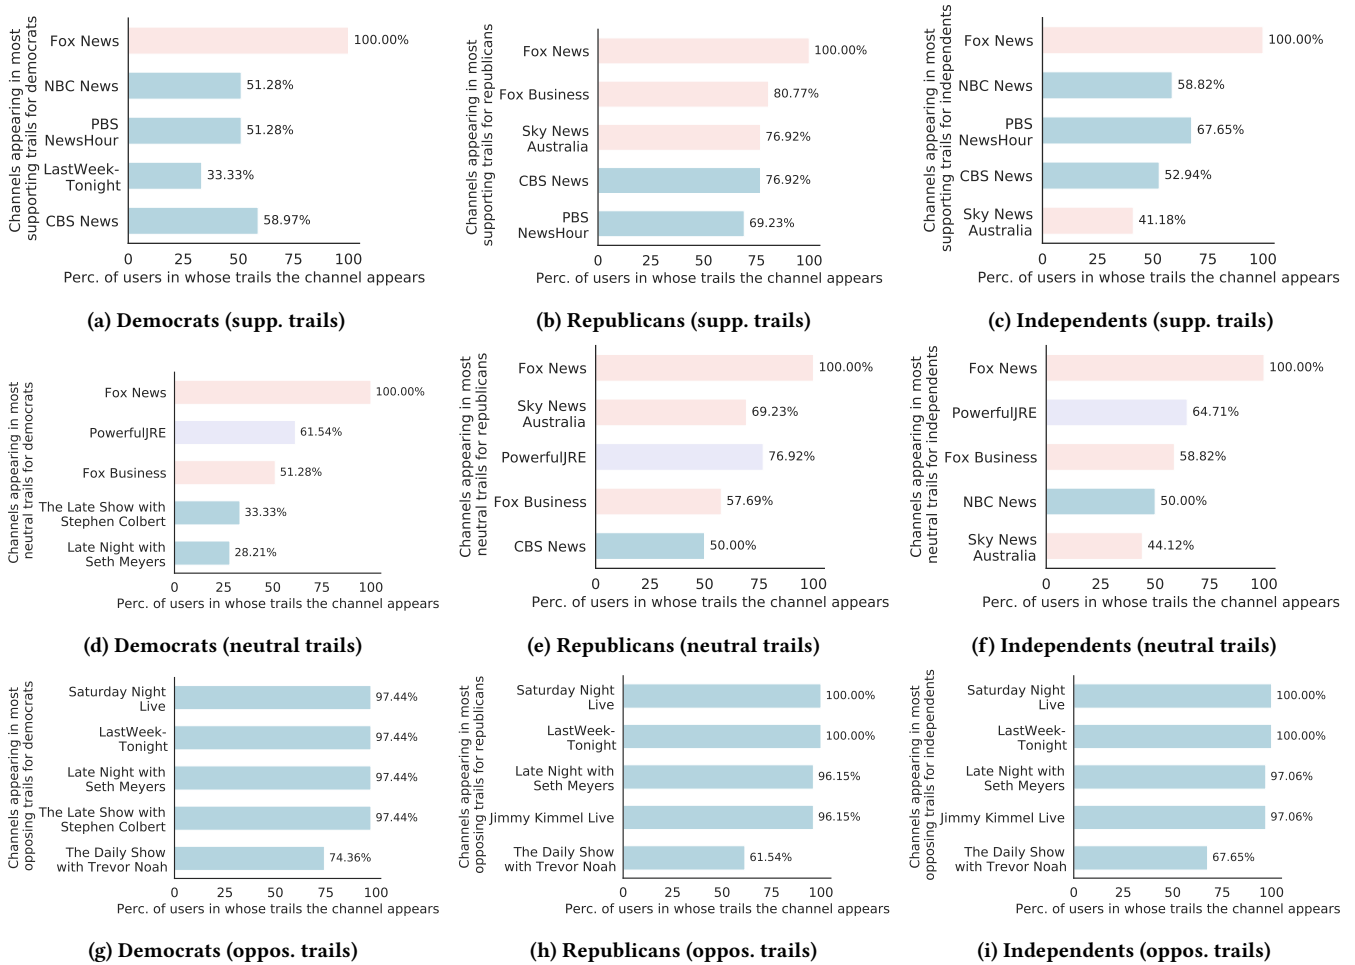 Channels appearing in most
supporting trails for democrats
Fox News
100.00%
NBC News
51.28%
PBS
NewsHour
51.28%
LastWeek-
Tonight
33.33%
CBS News
58.97%
0 25 50 75 100
Perc. of users in whose trails the channel appears
(a) Democrats (supp. trails)
Channels appearing in most
supporting trails for republicans
Fox News
100.00%
Fox Business
80.77%
Sky News
Australia
76.92%
CBS News
76.92%
PBS
NewsHour
69.23%
0 25 50 75 100
Perc. of users in whose trails the channel appears
(b) Republicans (supp. trails)
Channels appearing in most
supporting trails for independents
Fox News
100.00%
NBC News
58.82%
PBS
NewsHour
67.65%
CBS News
52.94%
Sky News
Australia
41.18%
0 25 50 75 100
Perc. of users in whose trails the channel appears
(c) Independents (supp. trails)
Channels appearing in most
neutral trails for democrats
Fox News
100.00%
PowerfulJRE
61.54%
Fox Business
51.28%
The Late Show with
Stephen Colbert
33.33%
Late Night with
Seth Meyers
28.21%
0 25 50 75 100
Perc. of users in whose trails the channel appears
(d) Democrats (neutral trails)
Channels appearing in most
neutral trails for republicans
Fox News
100.00%
Sky News
Australia
69.23%
PowerfulJRE
76.92%
Fox Business
57.69%
CBS News
50.00%
0 25 50 75 100
Perc. of users in whose trails the channel appears
(e) Republicans (neutral trails)
Channels appearing in most
neutral trails for independents
Fox News
100.00%
PowerfulJRE
64.71%
Fox Business
58.82%
NBC News
50.00%
Sky News
Australia
44.12%
0 25 50 75 100
Perc. of users in whose trails the channel appears
(f) Independents (neutral trails)
Channels appearing in most
opposing trails for democrats
Saturday Night
Live
97.44%
LastWeek-
Tonight
97.44%
Late Night with
Seth Meyers
97.44%
The Late Show with
Stephen Colbert
97.44%
The Daily Show
with Trevor Noah
74.36%
0 25 50 75 100
Perc. of users in whose trails the channel appears
(g) Democrats (oppos. trails)
Channels appearing in most
opposing trails for republicans
Saturday Night
Live
100.00%
LastWeek-
Tonight
100.00%
Late Night with
Seth Meyers
96.15%
Jimmy Kimmel Live
96.15%
The Daily Show
with Trevor Noah
61.54%
0 25 50 75 100
Perc. of users in whose trails the channel appears
(h) Republicans (oppos. trails)
Channels appearing in most
opposing trails for independents
Saturday Night
Live
100.00%
LastWeek-
Tonight
100.00%
Late Night with
Seth Meyers
97.06%
Jimmy Kimmel Live
97.06%
The Daily Show
with Trevor Noah
67.65%
0 25 50 75 100
Perc. of users in whose trails the channel appears
(i) Independents (oppos. trails)